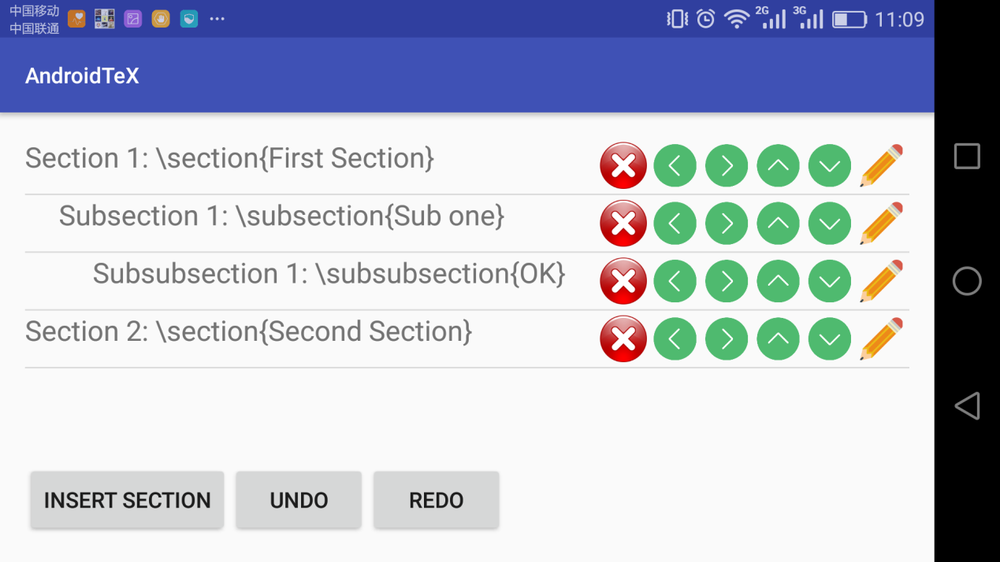 中国移动
中国联通
2G 3G 11:09
AndroidTeX
Section 1: \section{First Section}
Subsection 1: \subsection{Sub one}
Subsubsection 1: \subsubsection{OK}
Section 2: \section{Second Section}
INSERT SECTION UNDO REDO